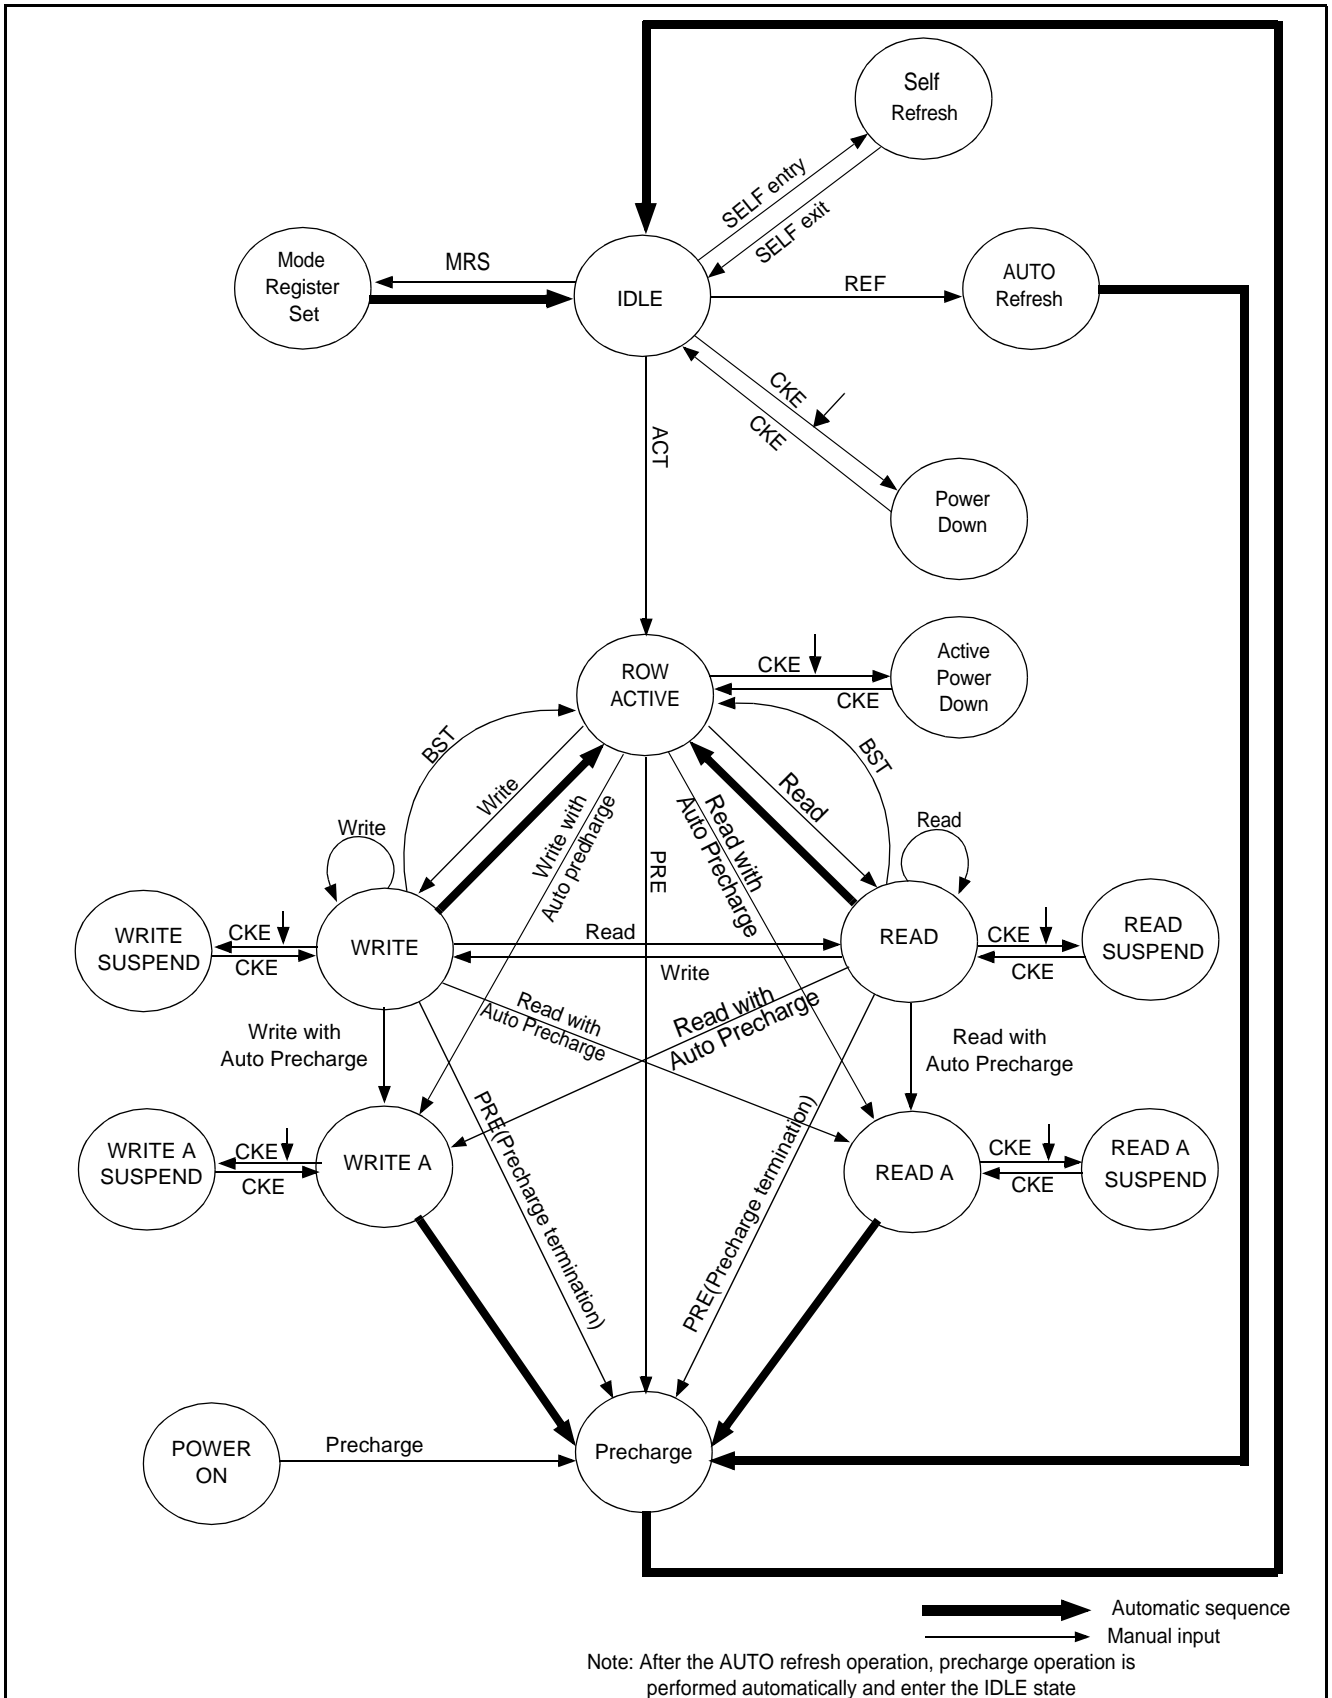 Self
Refresh
SELF entry
SELF exit
Mode
Register
Set
MRS
IDLE
REF
AUTO
Refresh
CKE
CKE
ACT
Power
Down
ROW
ACTIVE
CKE
CKE
Active
Power
Down
BST
Write
Write with
Auto predharge
PRE
Read with
Auto Precharge
Read
BST
Write
Read
WRITE
SUSPEND
CKE
CKE
WRITE
Read
Write
READ
CKE
CKE
READ
SUSPEND
Write with
Auto Precharge
Read with
Auto Precharge
Read with
Auto Precharge
Read with
Auto Precharge
WRITE A
SUSPEND
CKE
CKE
WRITE A
PRE(Precharge termination)
PRE(Precharge termination)
READ A
CKE
CKE
READ A
SUSPEND
POWER
ON
Precharge
Precharge
Automatic sequence
Manual input
Note: After the AUTO refresh operation, precharge operation is
performed automatically and enter the IDLE state